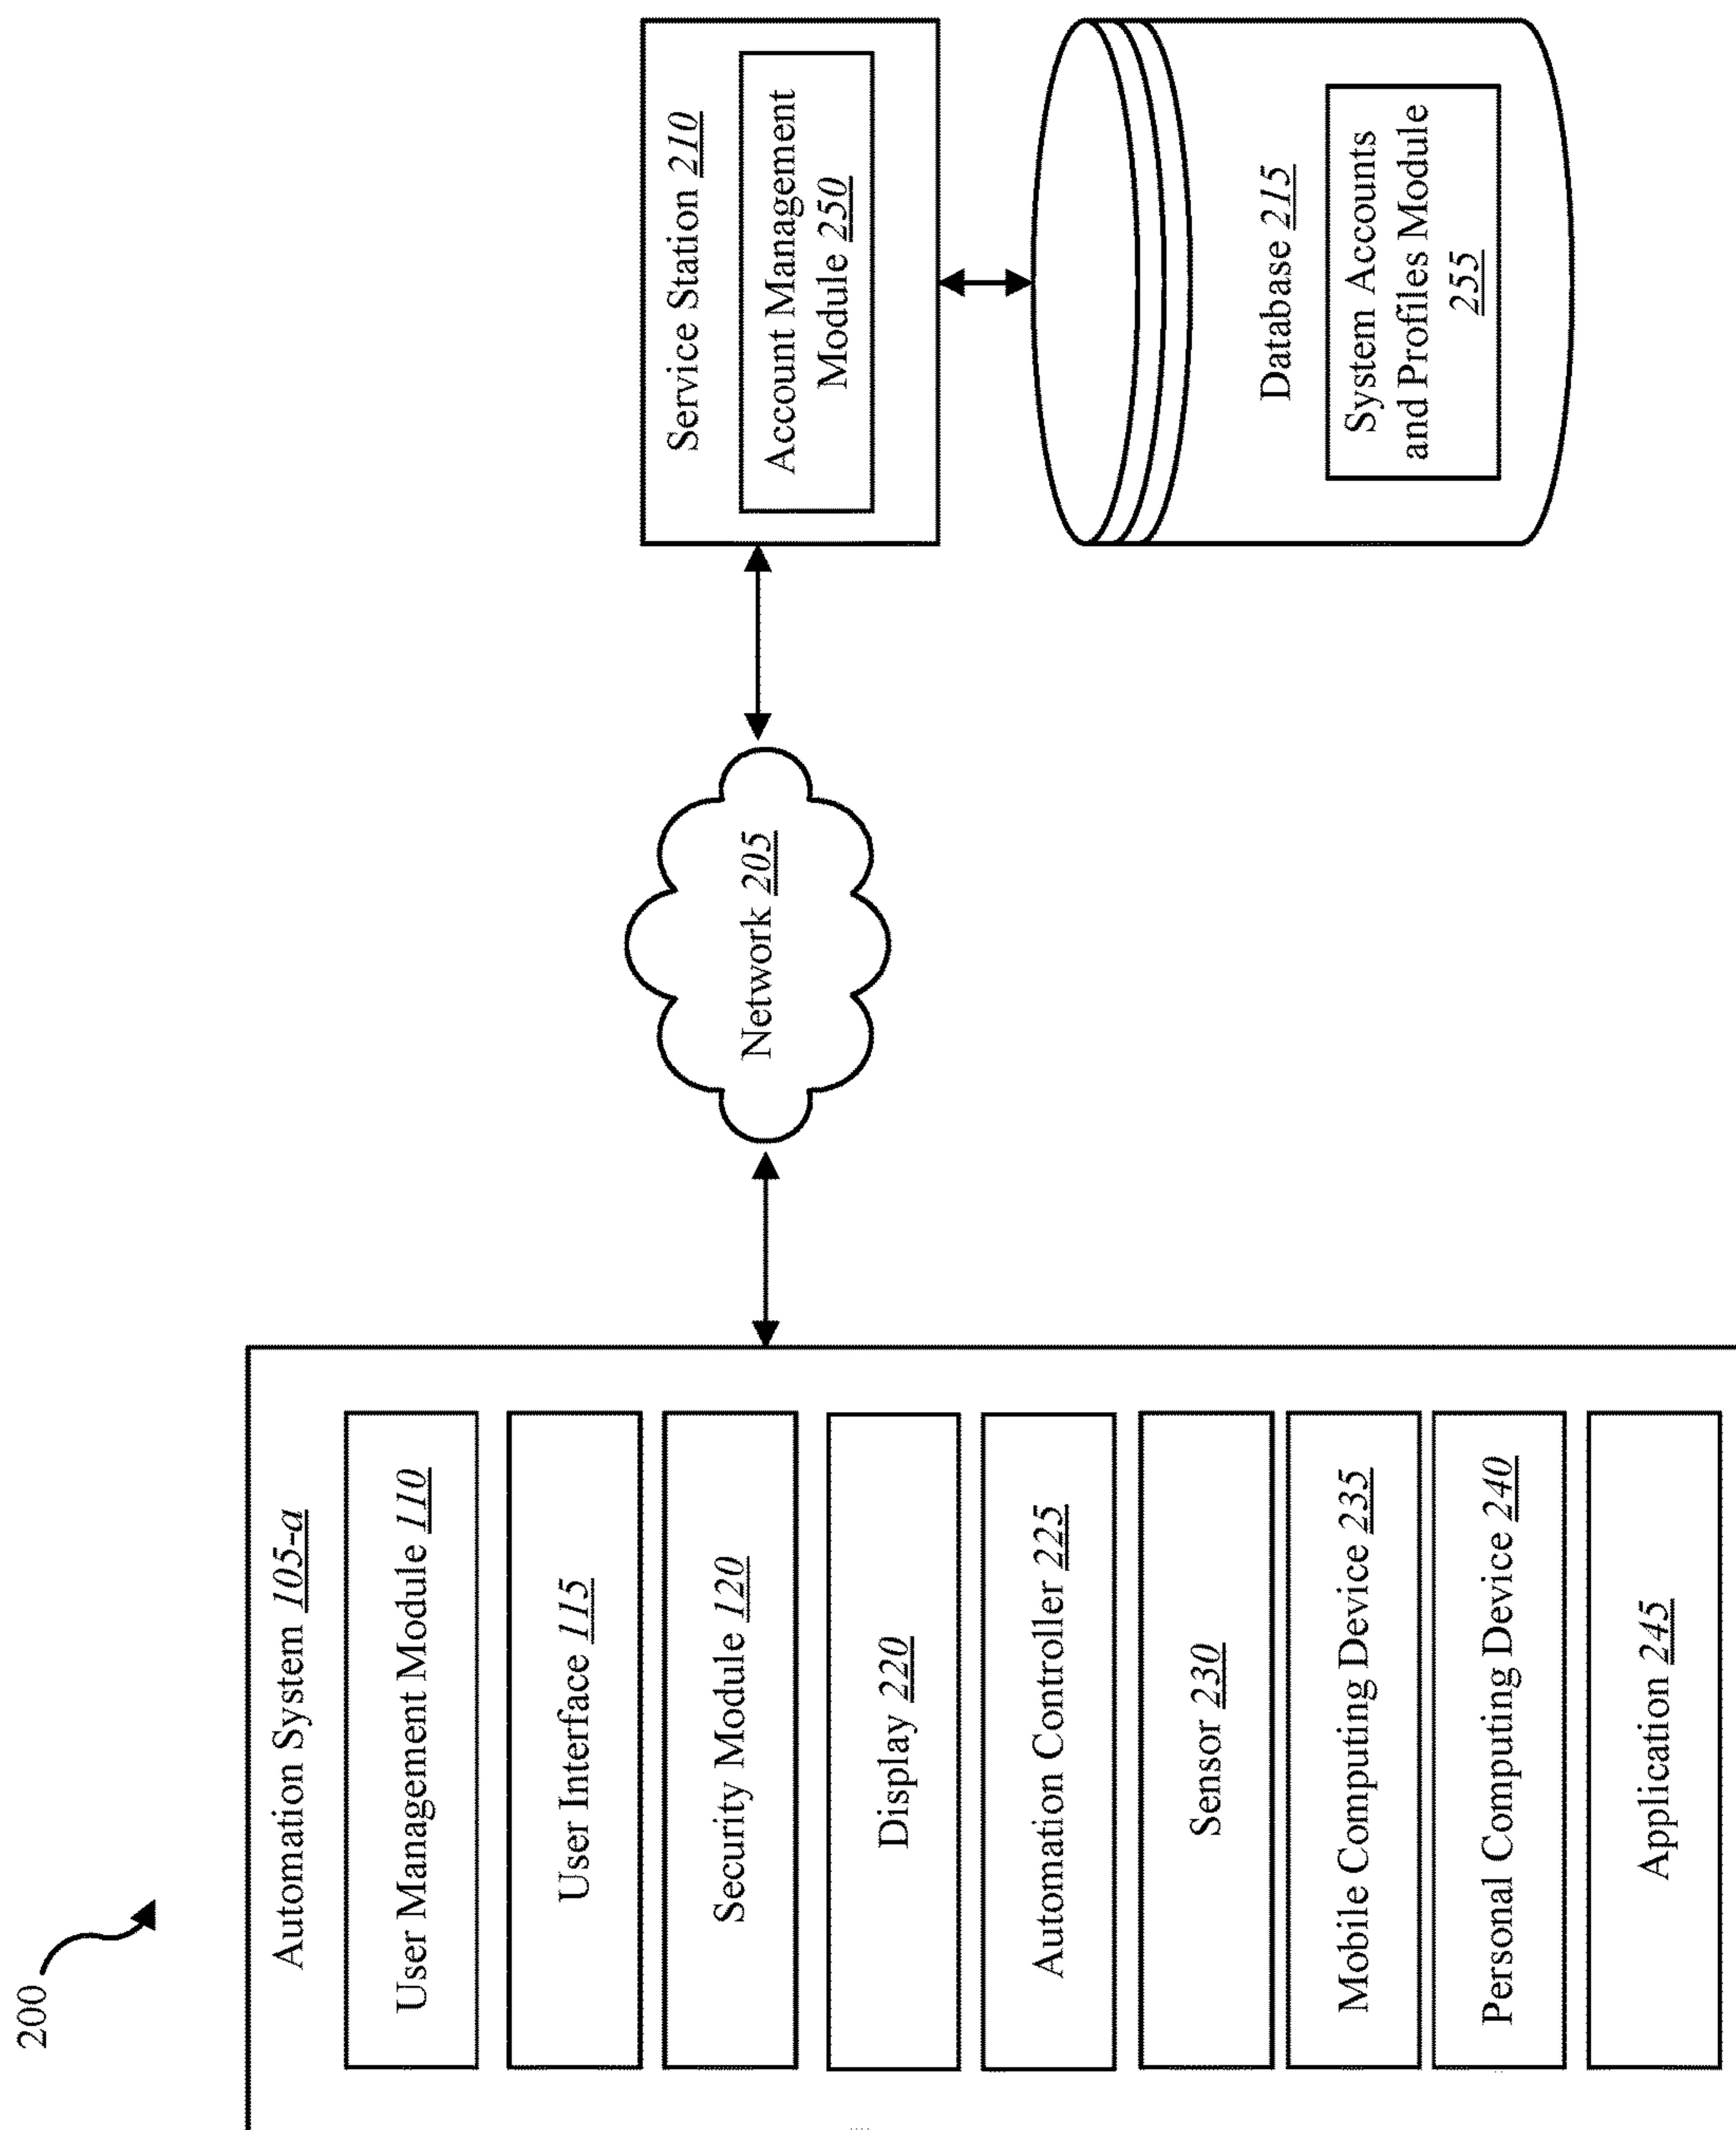 200
Automation System 105-a
User Management Module 110
User Interface 115
Security Module 120
Display 220
Automation Controller 225
Sensor 230
Mobile Computing Device 235
Personal Computing Device 240
Application 245
Network 205
Service Station 210
Account Management
Module 250
Database 215
System Accounts
and Profiles Module
255